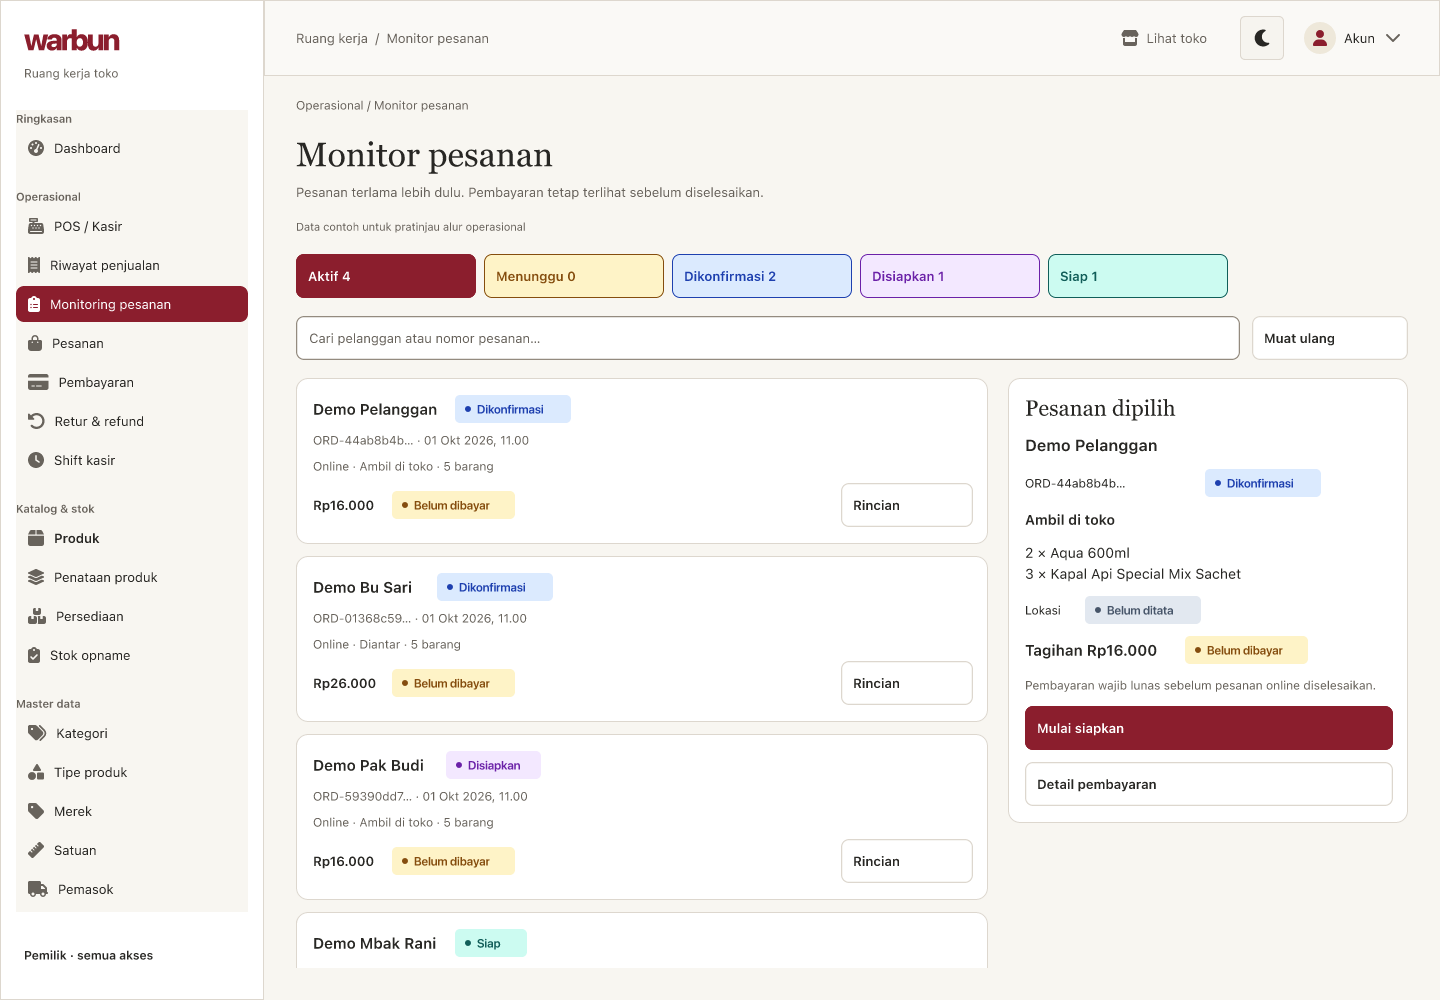 warbun
Ruang kerja toko
Ringkasan
Dashboard
Operasional
POS / Kasir
Riwayat penjualan
Monitoring pesanan
Pesanan
Pembayaran
Retur & refund
Shift kasir
Katalog & stok
Produk
Penataan produk
Persediaan
Stok opname
Master data
Kategori
Tipe produk
Merek
Satuan
Pemasok
Pemilik · semua akses
Ruang kerja / Monitor pesanan
Lihat toko
Akun
Operasional / Monitor pesanan
Monitor pesanan
Pesanan terlama lebih dulu. Pembayaran tetap terlihat sebelum diselesaikan.
Data contoh untuk pratinjau alur operasional
Aktif 4
Menunggu 0
Dikonfirmasi 2
Disiapkan 1
Siap 1
Cari pelanggan atau nomor pesanan...
Muat ulang
Demo Pelanggan
Dikonfirmasi
ORD-44ab8b4b... · 01 Okt 2026, 11.00
Online · Ambil di toko · 5 barang
Rp16.000
Belum dibayar
Rincian
Demo Bu Sari
Dikonfirmasi
ORD-01368c59... · 01 Okt 2026, 11.00
Online · Diantar · 5 barang
Rp26.000
Belum dibayar
Rincian
Demo Pak Budi
Disiapkan
ORD-59390dd7... · 01 Okt 2026, 11.00
Online · Ambil di toko · 5 barang
Rp16.000
Belum dibayar
Rincian
Demo Mbak Rani
Siap
Pesanan dipilih
Demo Pelanggan
ORD-44ab8b4b...
Dikonfirmasi
Ambil di toko
2 × Aqua 600ml
3 × Kapal Api Special Mix Sachet
Lokasi
Belum ditata
Tagihan Rp16.000
Belum dibayar
Pembayaran wajib lunas sebelum pesanan online diselesaikan.
Mulai siapkan
Detail pembayaran